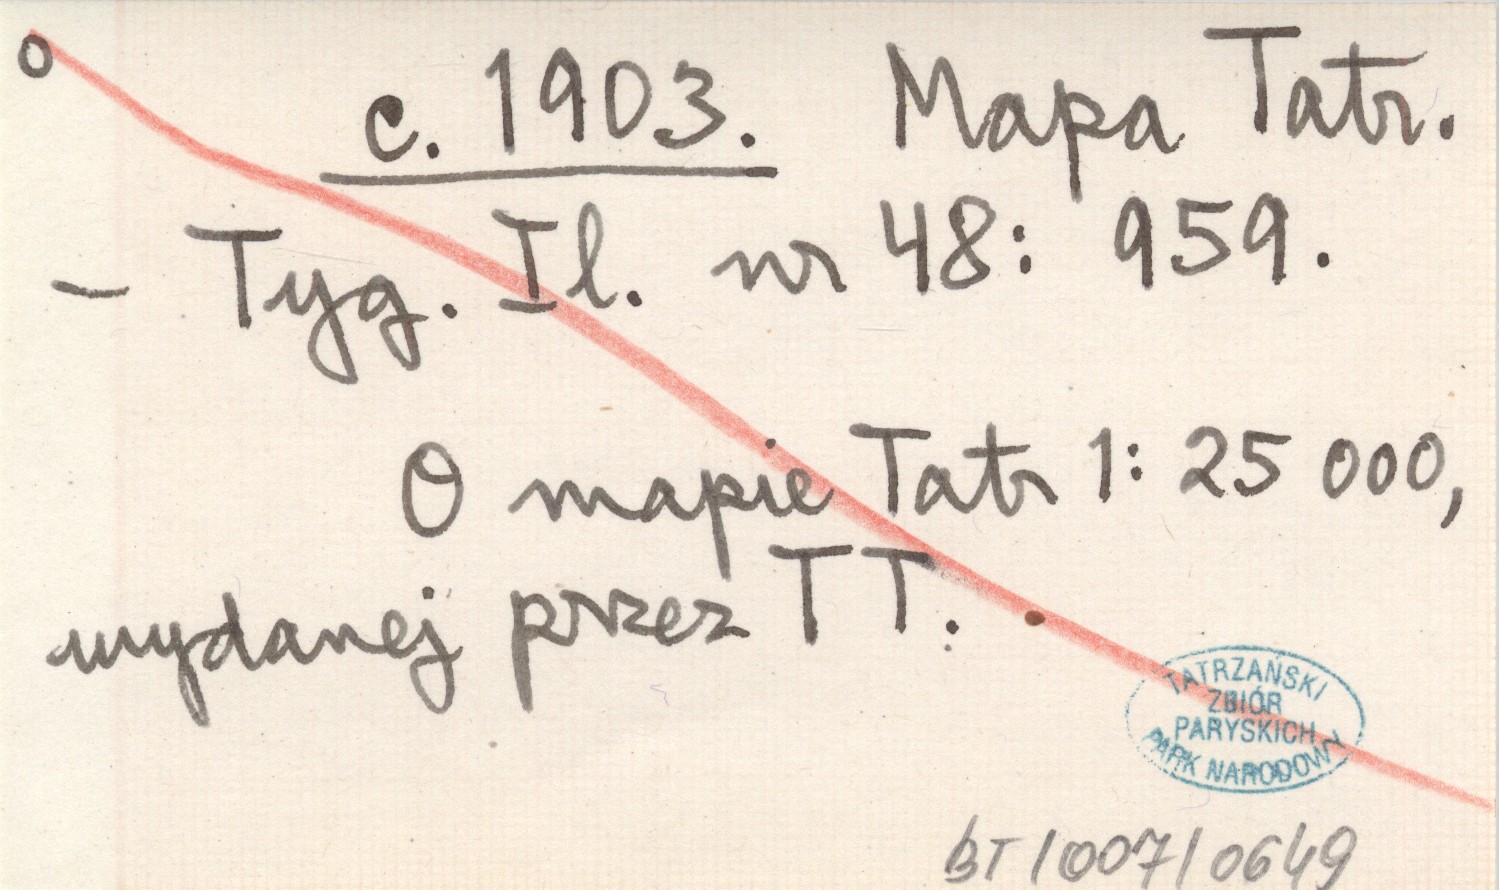 o
c. 1903. Mapa Tatr.
– Tyg. Il. nr 48: 959.
O mapie Tatr 1: 25 000,
wydanej przez TT.
TATRZAŃSKI
ZBIÓR
PARYSKICH
PARK NARODOWY
BT/007/0649